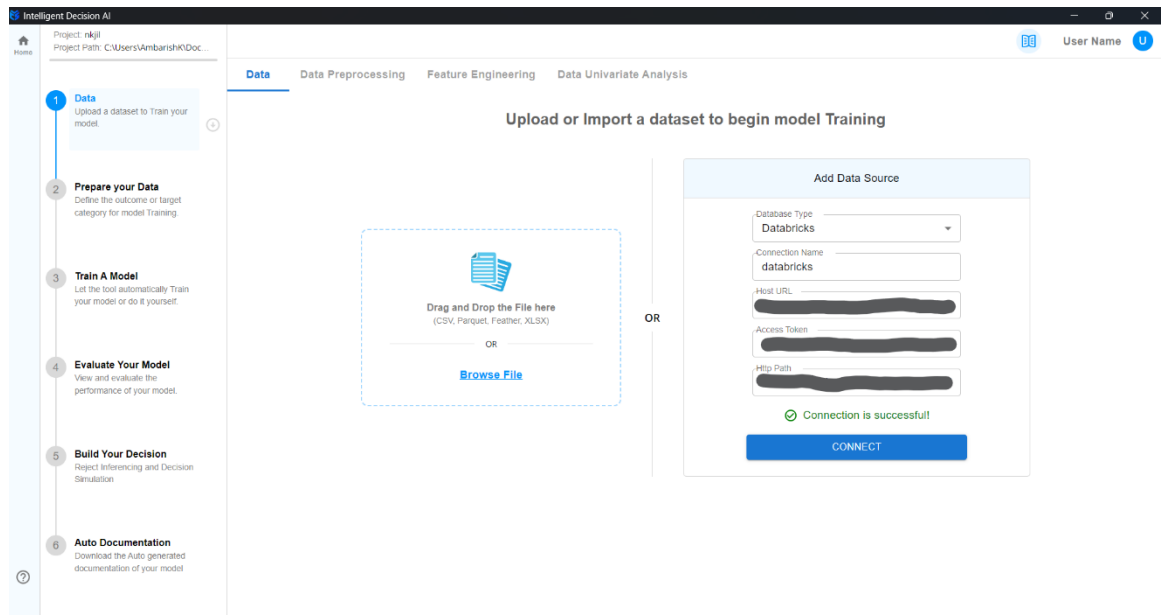 Intelligent Decision AI
Home
Project: nkjil
Project Path: C:\Users\AmbarishK\Doc...
User Name
U
Data
Data Preprocessing
Feature Engineering
Data Univariate Analysis
1
Data
Upload a dataset to Train your
model.
2
Prepare your Data
Define the outcome or target
category for model Training.
3
Train A Model
Let the tool automatically Train
your model or do it yourself.
4
Evaluate Your Model
View and evaluate the
performance of your model.
5
Build Your Decision
Reject Inferencing and Decision
Simulation
6
Auto Documentation
Download the Auto generated
documentation of your model
Upload or Import a dataset to begin model Training
Drag and Drop the File here
(CSV, Parquet, Feather, XLSX)
OR
Browse File
OR
Add Data Source
Database Type
Databricks
Connection Name
databricks
Host URL
Access Token
Http Path
Connection is successful!
CONNECT